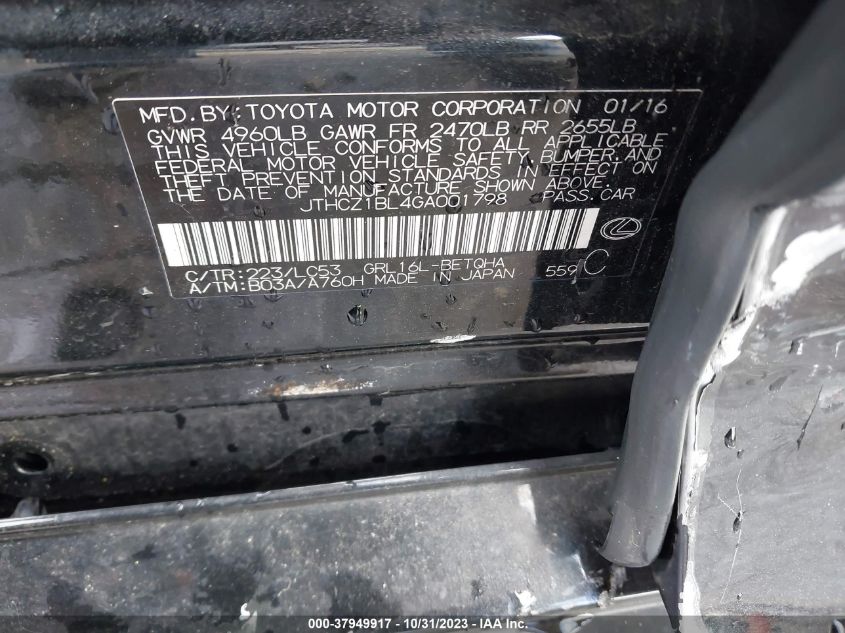 MFD. BY: TOYOTA MOTOR CORPORATION 01/16
GVWR 4960LB GAWR FR 2470LB RR 2655LB
THIS VEHICLE CONFORMS TO ALL APPLICABLE
FEDERAL MOTOR VEHICLE SAFETY, BUMPER, AND
THEFT PREVENTION STANDARDS IN EFFECT ON
THE DATE OF MANUFACTURE SHOWN ABOVE.
JTHCZ1BL4GA001798 PASS. CAR
C/TR: 223/LC53 GRL16L-BETQHA 559 C
A/TM: B03A/A760H MADE IN JAPAN
000-37949917 - 10/31/2023 - IAA Inc.